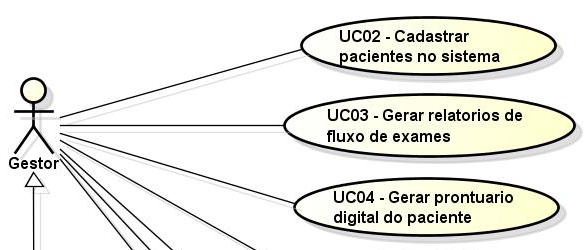 UC02 - Cadastrar
pacientes no sistema
UC03 - Gerar relatorios de
fluxo de exames
Gestor
UC04 - Gerar prontuario
digital do paciente